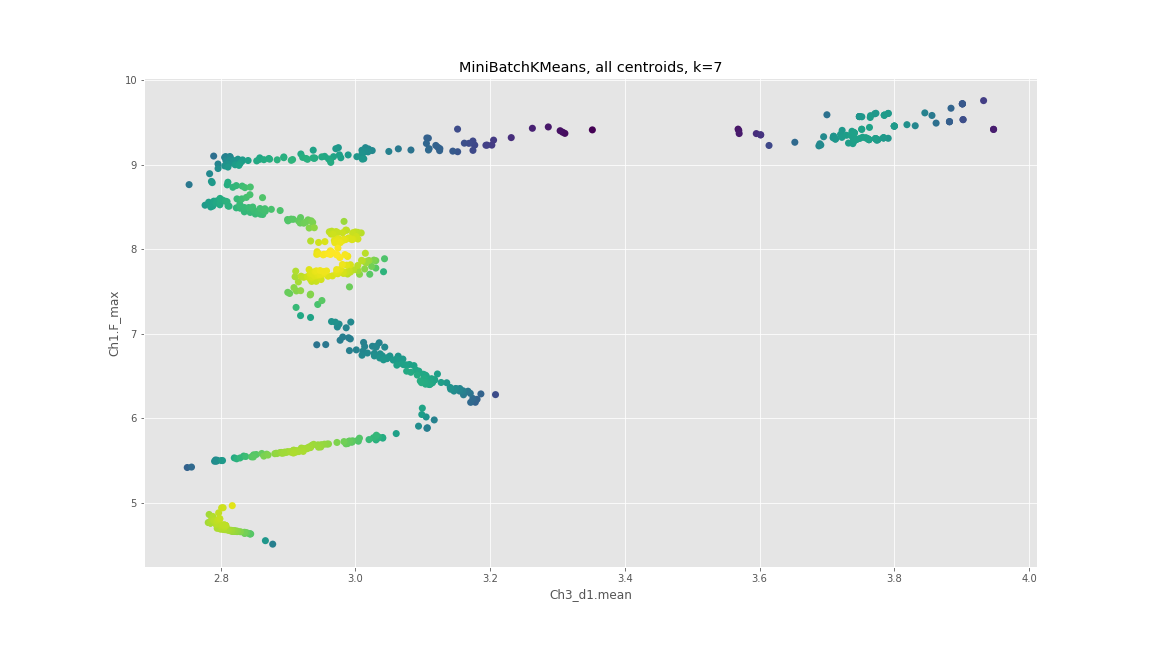 MiniBatchKMeans, all centroids, k=7
10
9
8
7
6
5
Ch1.F_max
2.8 3.0 3.2 3.4 3.6 3.8 4.0
Ch3_d1.mean